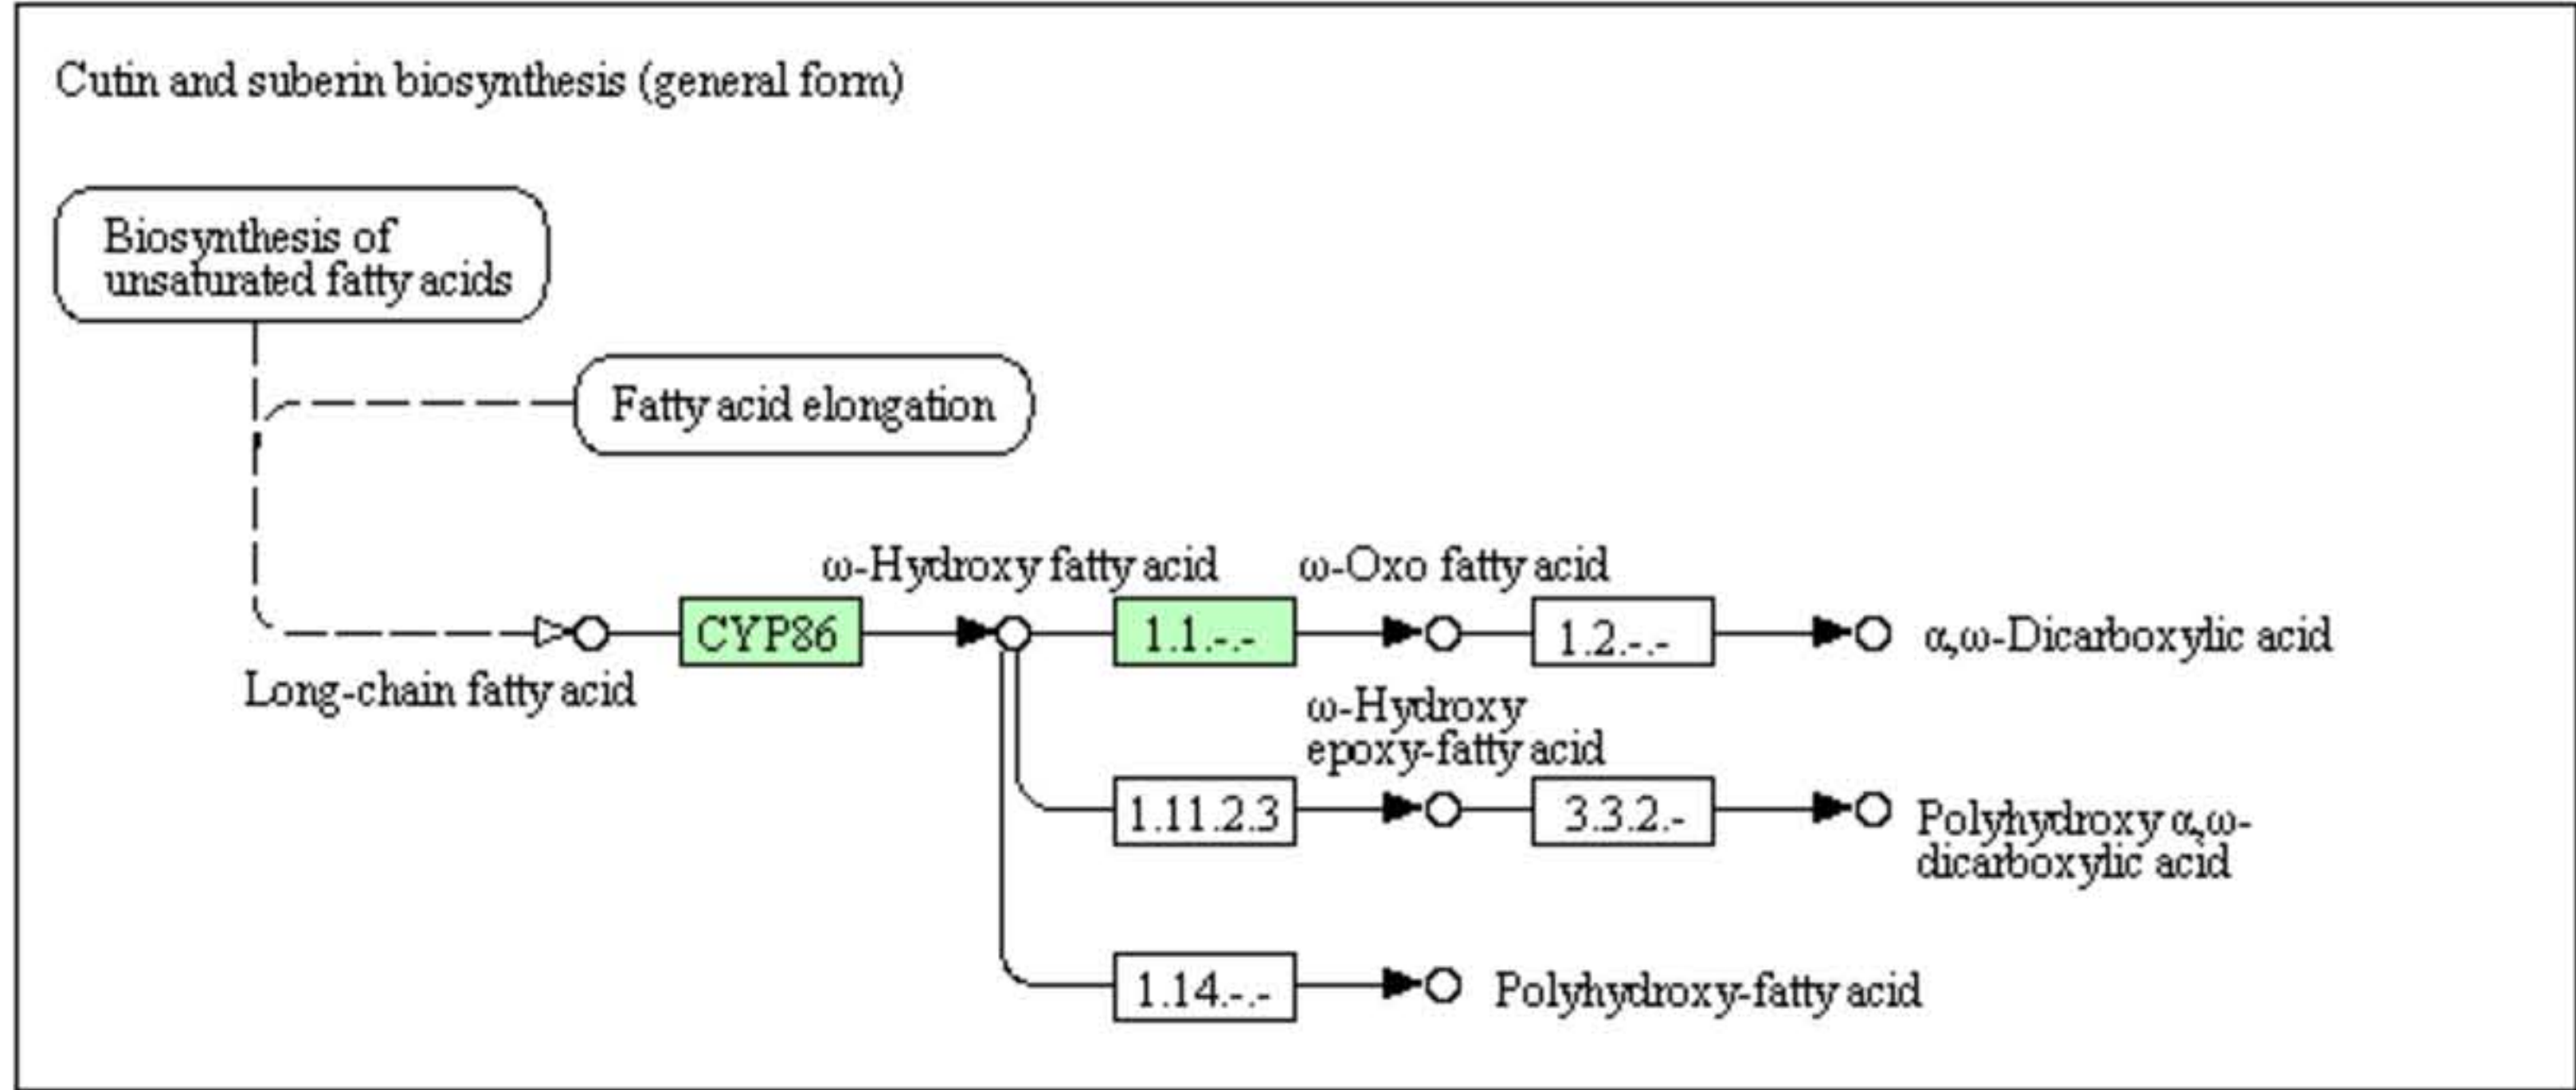 Cutin and suberin biosynthesis (general form)
Biosynthesis of
unsaturated fatty acids
Fatty acid elongation
ω-Hydroxy fatty acid
ω-Oxo fatty acid
CYP86
1.1.-.-
1.2.-.-
α,ω-Dicarboxylic acid
Long-chain fatty acid
ω-Hydroxy
epoxy-fatty acid
1.11.2.3
3.3.2.-
Polyhydroxy α,ω-
dicarboxylic acid
1.14.-.-
Polyhydroxy-fatty acid